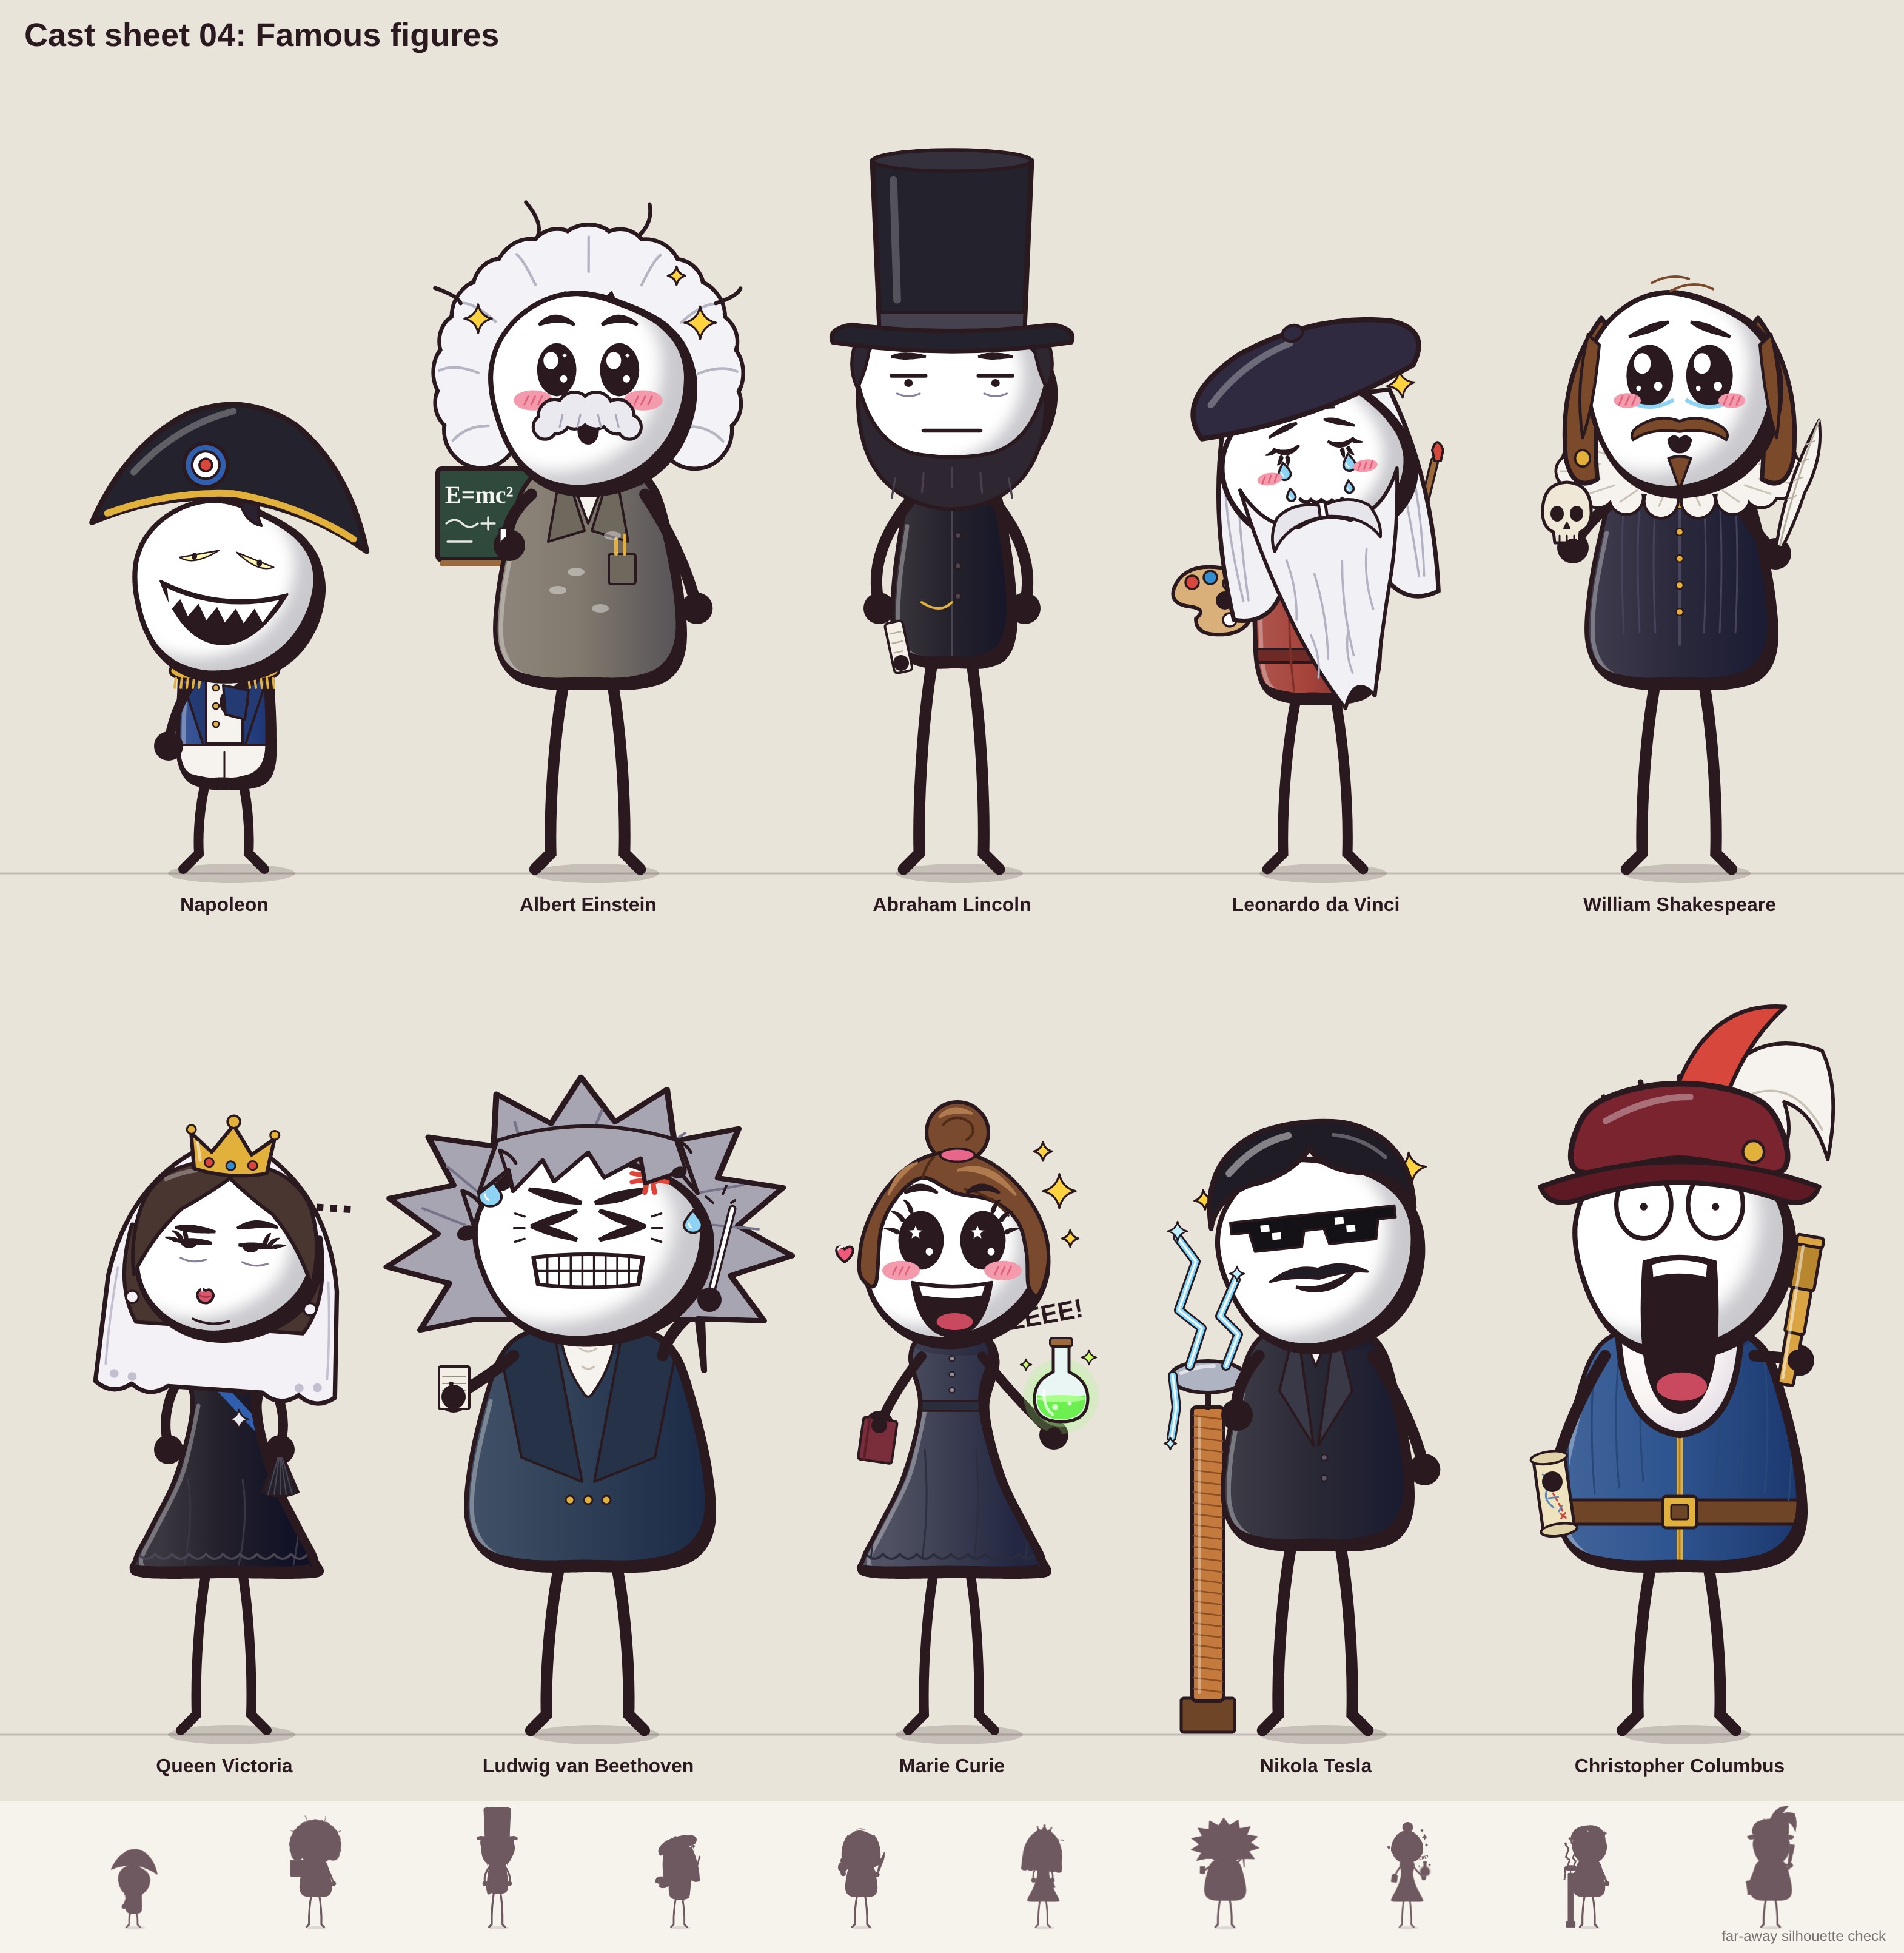 Cast sheet 04: Famous figures
E=mc²
Napoleon
Albert Einstein
Abraham Lincoln
Leonardo da Vinci
William Shakespeare
EEE!
Queen Victoria
Ludwig van Beethoven
Marie Curie
Nikola Tesla
Christopher Columbus
far-away silhouette check